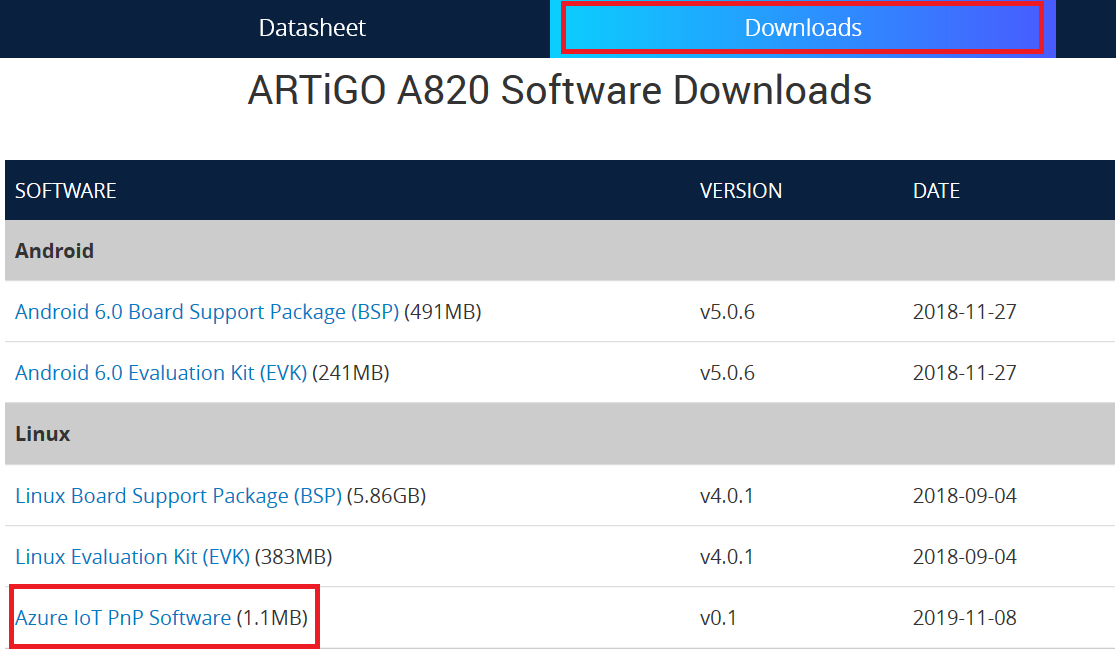 Datasheet Downloads
ARTiGO A820 Software Downloads
SOFTWARE VERSION DATE
Android
Android 6.0 Board Support Package (BSP) (491MB) v5.0.6 2018-11-27
Android 6.0 Evaluation Kit (EVK) (241MB) v5.0.6 2018-11-27
Linux
Linux Board Support Package (BSP) (5.86GB) v4.0.1 2018-09-04
Linux Evaluation Kit (EVK) (383MB) v4.0.1 2018-09-04
Azure IoT PnP Software (1.1MB) v0.1 2019-11-08